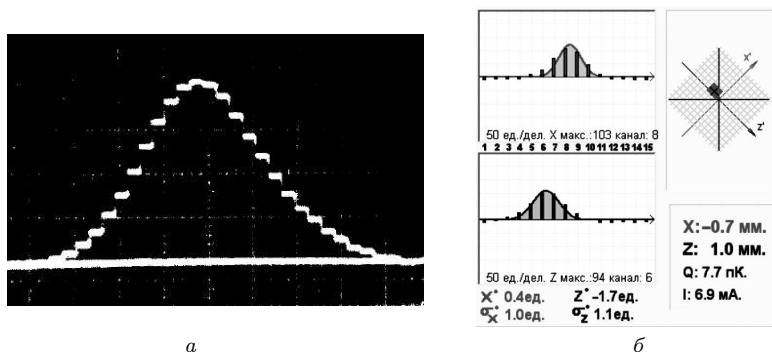 x'
z'
50 ед./дел. X макс.:103 канал: 8
1 2 3 4 5 6 7 8 9 10 11 12 13 14 15
50 ед./дел. Z макс.:94 канал: 6
X* 0.4ед. Z* –1.7ед.
σ*x 1.0ед. σ*z 1.1ед.
X:–0.7 мм.
Z: 1.0 мм.
Q: 7.7 пК.
I: 6.9 мА.
а б